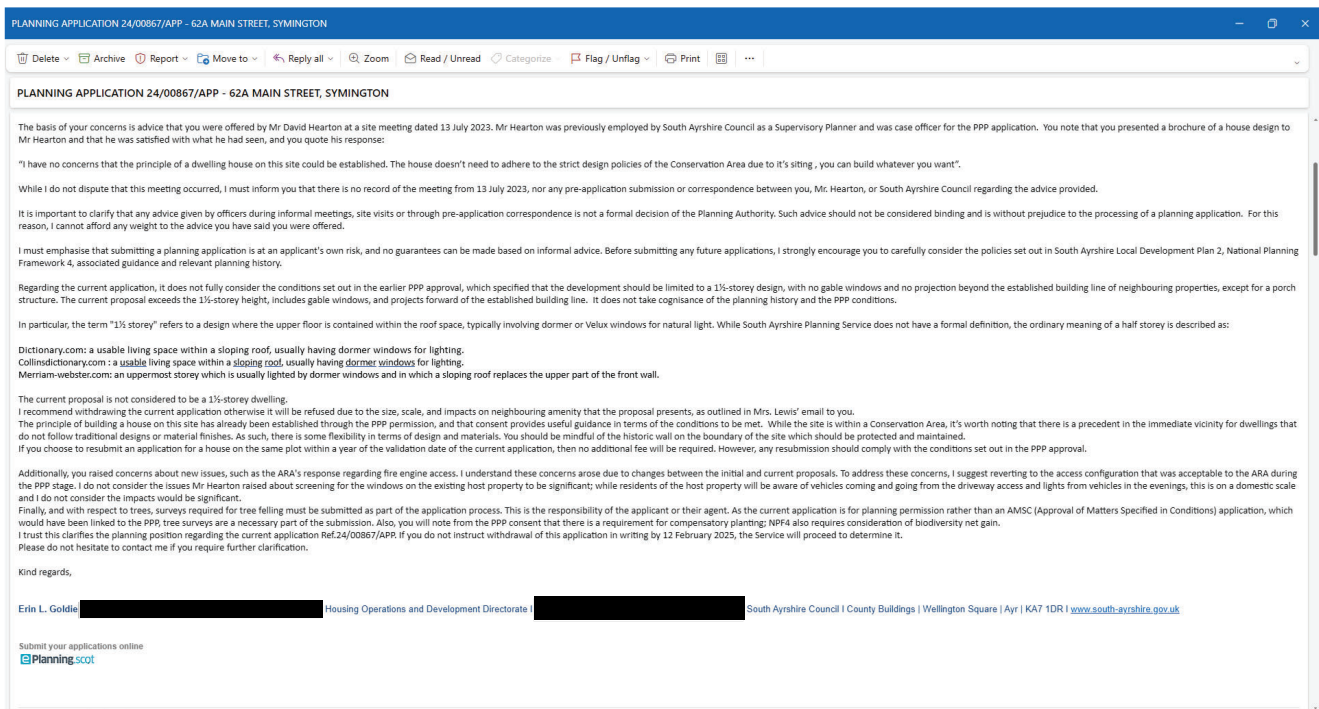 PLANNING APPLICATION 24/00867/APP - 62A MAIN STREET, SYMINGTON
Delete Archive Report Move to Reply all Zoom Read / Unread Categorize Flag / Unflag Print ...
PLANNING APPLICATION 24/00867/APP - 62A MAIN STREET, SYMINGTON
The basis of your concerns is advice that you were offered by Mr David Hearton at a site meeting dated 13 July 2023. Mr Hearton was previously employed by South Ayrshire Council as a Supervisory Planner and was case officer for the PPP application.  You note that you presented a brochure of a house design to
Mr Hearton and that he was satisfied with what he had seen, and you quote his response:
“I have no concerns that the principle of a dwelling house on this site could be established. The house doesn’t need to adhere to the strict design policies of the Conservation Area due to it’s siting , you can build whatever you want”.
While I do not dispute that this meeting occurred, I must inform you that there is no record of the meeting from 13 July 2023, nor any pre-application submission or correspondence between you, Mr. Hearton, or South Ayrshire Council regarding the advice provided.
It is important to clarify that any advice given by officers during informal meetings, site visits or through pre-application correspondence is not a formal decision of the Planning Authority. Such advice should not be considered binding and is without prejudice to the processing of a planning application.  For this
reason, I cannot afford any weight to the advice you have said you were offered.
I must emphasise that submitting a planning application is at an applicant's own risk, and no guarantees can be made based on informal advice. Before submitting any future applications, I strongly encourage you to carefully consider the policies set out in South Ayrshire Local Development Plan 2, National Planning
Framework 4, associated guidance and relevant planning history.
Regarding the current application, it does not fully consider the conditions set out in the earlier PPP approval, which specified that the development should be limited to a 1½-storey design, with no gable windows and no projection beyond the established building line of neighbouring properties, except for a porch
structure. The current proposal exceeds the 1½-storey height, includes gable windows, and projects forward of the established building line.  It does not take cognisance of the planning history and the PPP conditions.
In particular, the term "1½ storey" refers to a design where the upper floor is contained within the roof space, typically involving dormer or Velux windows for natural light. While South Ayrshire Planning Service does not have a formal definition, the ordinary meaning of a half storey is described as:
Dictionary.com: a usable living space within a sloping roof, usually having dormer windows for lighting.
Collinsdictionary.com : a usable living space within a sloping roof, usually having dormer windows for lighting.
Merriam-webster.com: an uppermost storey which is usually lighted by dormer windows and in which a sloping roof replaces the upper part of the front wall.
The current proposal is not considered to be a 1½-storey dwelling.
I recommend withdrawing the current application otherwise it will be refused due to the size, scale, and impacts on neighbouring amenity that the proposal presents, as outlined in Mrs. Lewis’ email to you.
The principle of building a house on this site has already been established through the PPP permission, and that consent provides useful guidance in terms of the conditions to be met.  While the site is within a Conservation Area, it’s worth noting that there is a precedent in the immediate vicinity for dwellings that
do not follow traditional designs or material finishes. As such, there is some flexibility in terms of design and materials. You should be mindful of the historic wall on the boundary of the site which should be protected and maintained.
If you choose to resubmit an application for a house on the same plot within a year of the validation date of the current application, then no additional fee will be required. However, any resubmission should comply with the conditions set out in the PPP approval.
Additionally, you raised concerns about new issues, such as the ARA's response regarding fire engine access. I understand these concerns arose due to changes between the initial and current proposals. To address these concerns, I suggest reverting to the access configuration that was acceptable to the ARA during
the PPP stage. I do not consider the issues Mr Hearton raised about screening for the windows on the existing host property to be significant; while residents of the host property will be aware of vehicles coming and going from the driveway access and lights from vehicles in the evenings, this is on a domestic scale
and I do not consider the impacts would be significant.
Finally, and with respect to trees, surveys required for tree felling must be submitted as part of the application process. This is the responsibility of the applicant or their agent. As the current application is for planning permission rather than an AMSC (Approval of Matters Specified in Conditions) application, which
would have been linked to the PPP, tree surveys are a necessary part of the submission. Also, you will note from the PPP consent that there is a requirement for compensatory planting; NPF4 also requires consideration of biodiversity net gain.
I trust this clarifies the planning position regarding the current application Ref.24/00867/APP. If you do not instruct withdrawal of this application in writing by 12 February 2025, the Service will proceed to determine it.
Please do not hesitate to contact me if you require further clarification.
Kind regards,
Erin L. Goldie Housing Operations and Development Directorate I South Ayrshire Council I County Buildings | Wellington Square | Ayr | KA7 1DR I www.south-ayrshire.gov.uk
Submit your applications online
ePlanning.scot